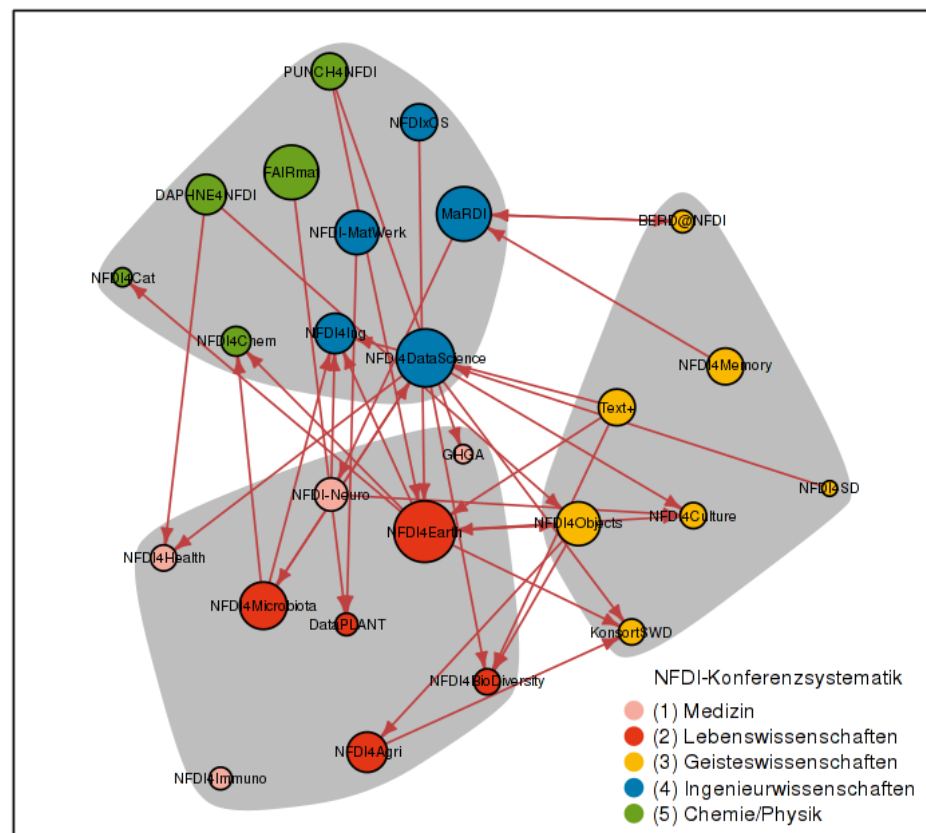 PUNCH4NFDI
NFDIxCS
FAIRmat
DAPHNE4NFDI
MaRDI
BERD@NFDI
NFDI-MatWerk
NFDI4Cat
NFDI4Chem
NFDI4Ing
NFDI4DataScience
NFDI4Memory
Text+
GHGA
NFDI4SD
NFDI-Neuro
NFDI4Culture
NFDI4Objects
NFDI4Earth
NFDI4Health
NFDI4Microbiota
DataPLANT
KonsortSWD
NFDI4BioDiversity
NFDI4Agri
NFDI4Immuno
NFDI-Konferenzsystematik
(1) Medizin
(2) Lebenswissenschaften
(3) Geisteswissenschaften
(4) Ingenieurwissenschaften
(5) Chemie/Physik